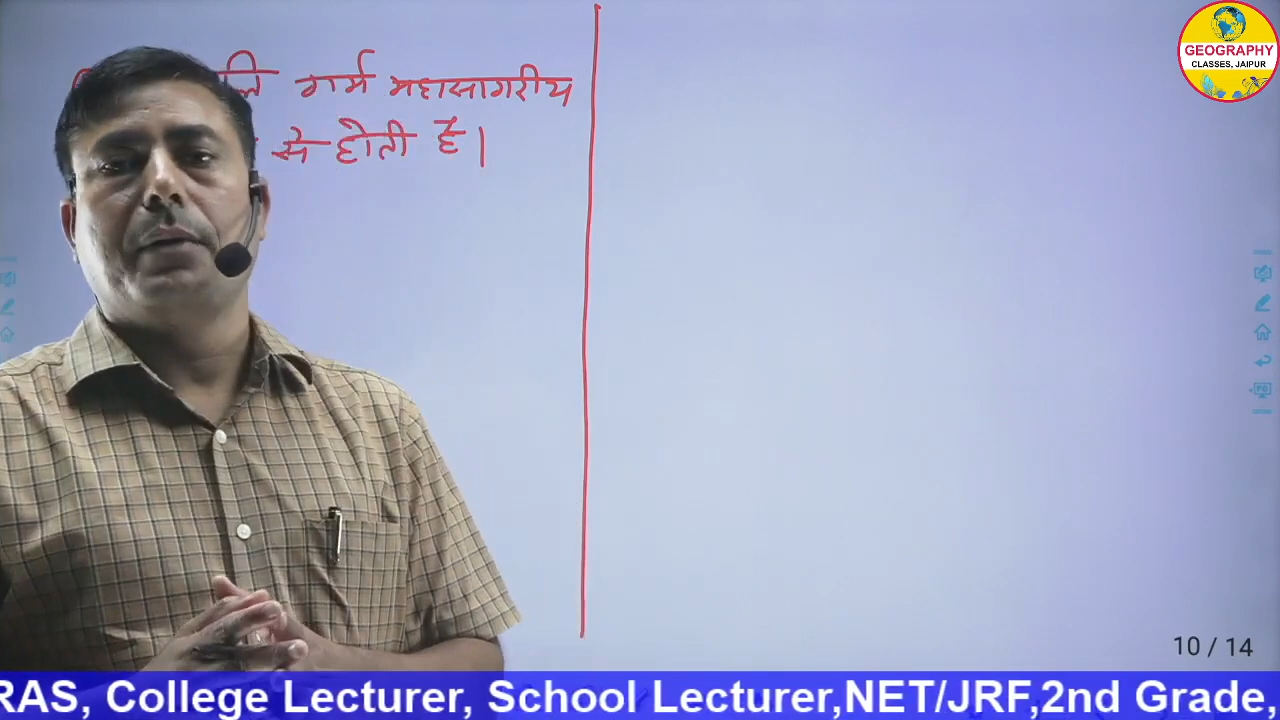 गर्म महासागरीय
से होती है।
GEOGRAPHY
CLASSES, JAIPUR
10 / 14
RAS, College Lecturer, School Lecturer,NET/JRF,2nd Grade,